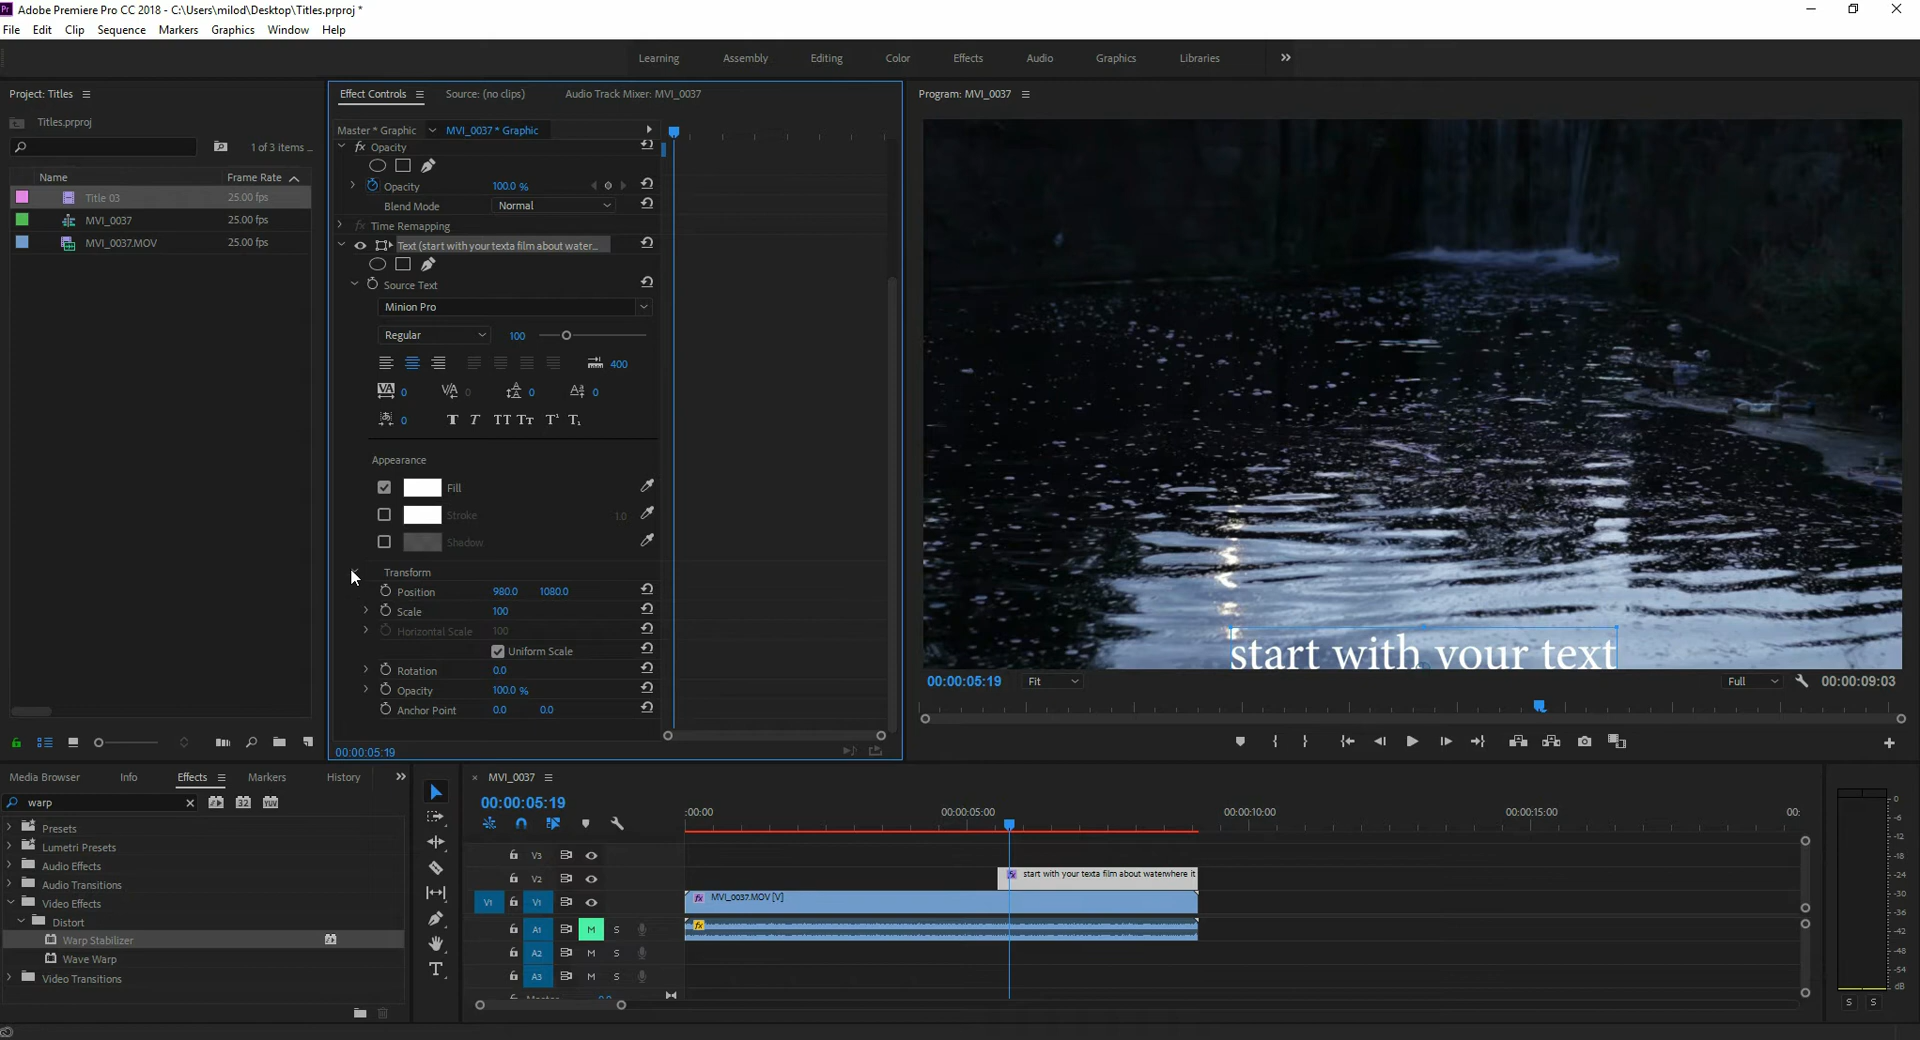 Adobe Premiere Pro CC 2018 - C:\Users\milod\Desktop\Titles.prproj *
File Edit Clip Sequence Markers Graphics Window Help
Learning Assembly Editing Color Effects Audio Graphics Libraries
Project: Titles
Titles.prproj
1 of 3 items ...
Name Frame Rate
Title 03 25.00 fps
MVI_0037 25.00 fps
MVI_0037.MOV 25.00 fps
Effect Controls Source: (no clips) Audio Track Mixer: MVI_0037
Master * Graphic MVI_0037 * Graphic
fx Opacity
Opacity 100.0 %
Blend Mode Normal
fx Time Remapping
Text (start with your texta film about water...
Source Text
Minion Pro
Regular 100
400
0 0 0 0
0 T T TT Tт T¹ T₁
Appearance
Fill
Stroke 1.0
Shadow
Transform
Position 980.0 1080.0
Scale 100
Horizontal Scale 100
Uniform Scale
Rotation 0.0
Opacity 100.0 %
Anchor Point 0.0 0.0
00:00:05:19
Program: MVI_0037
start with your text
00:00:05:19 Fit Full 00:00:09:03
Media Browser Info Effects Markers History
warp
32 YUV
Presets
Lumetri Presets
Audio Effects
Audio Transitions
Video Effects
Distort
Warp Stabilizer
Wave Warp
Video Transitions
MVI_0037
00:00:05:19
:00:00 00:00:05:00 00:00:10:00 00:00:15:00 00:
V3
V2 fx start with your texta film about waterwhere it
V1 V1 fx MVI_0037.MOV [V]
A1 M S fx
A2 M S
A3 M S
0
-6
-12
-18
-24
-30
-36
-42
-48
-54
dB
S S